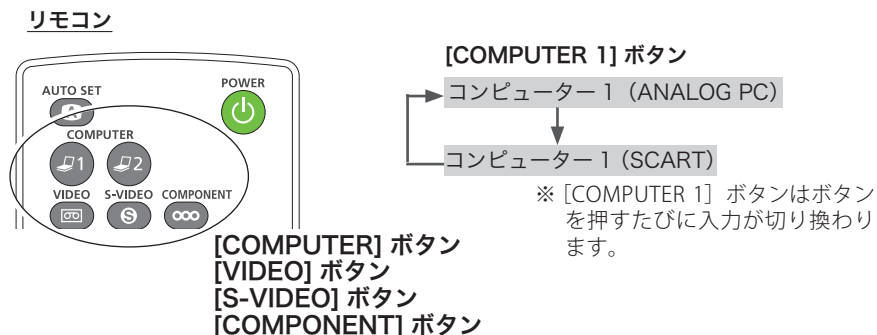 リモコン
AUTO SET
POWER
COMPUTER
1
2
VIDEO S-VIDEO COMPONENT
S
[COMPUTER] ボタン
[VIDEO] ボタン
[S-VIDEO] ボタン
[COMPONENT] ボタン
[COMPUTER 1] ボタン
コンピューター 1(ANALOG PC)
コンピューター 1(SCART)
※ [COMPUTER 1] ボタンはボタン
を押すたびに入力が切り換わり
ます。